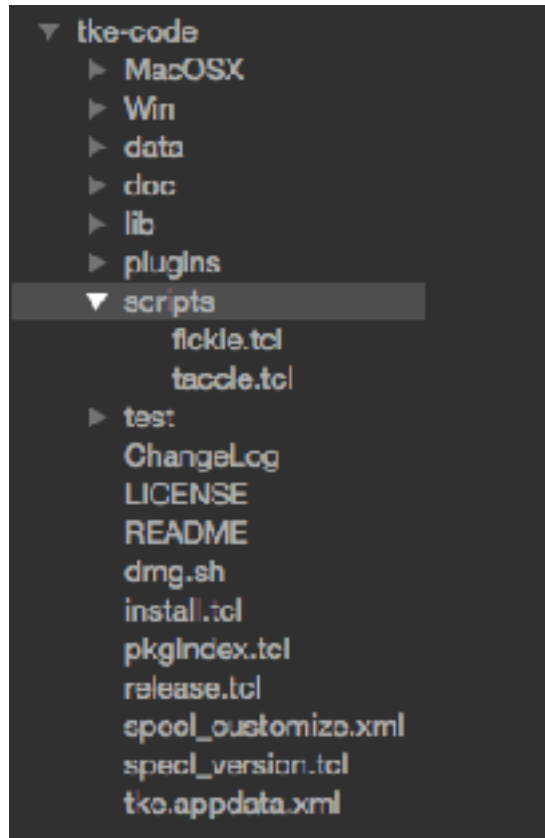 tke-code
MacOSX
Win
data
doc
lib
plugins
scripts
fickle.tcl
taccle.tcl
test
ChangeLog
LICENSE
README
dmg.sh
install.tcl
pkgIndex.tcl
release.tcl
specl_customize.xml
specl_version.tcl
tke.appdata.xml